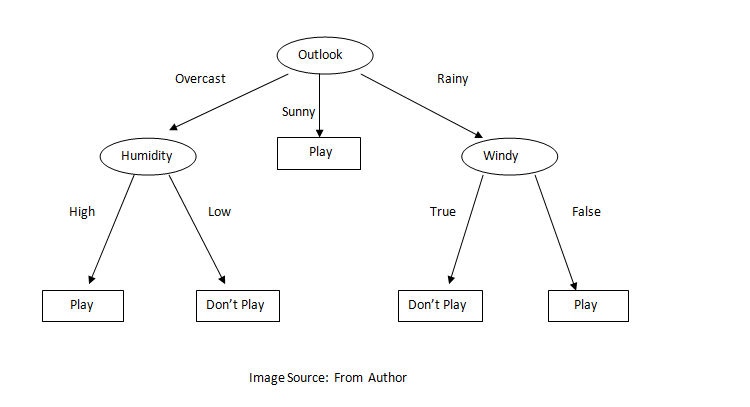 Outlook
Overcast
Rainy
Sunny
Humidity
Play
Windy
High
Low
True
False
Play
Don’t Play
Don’t Play
Play
Image Source: From Author